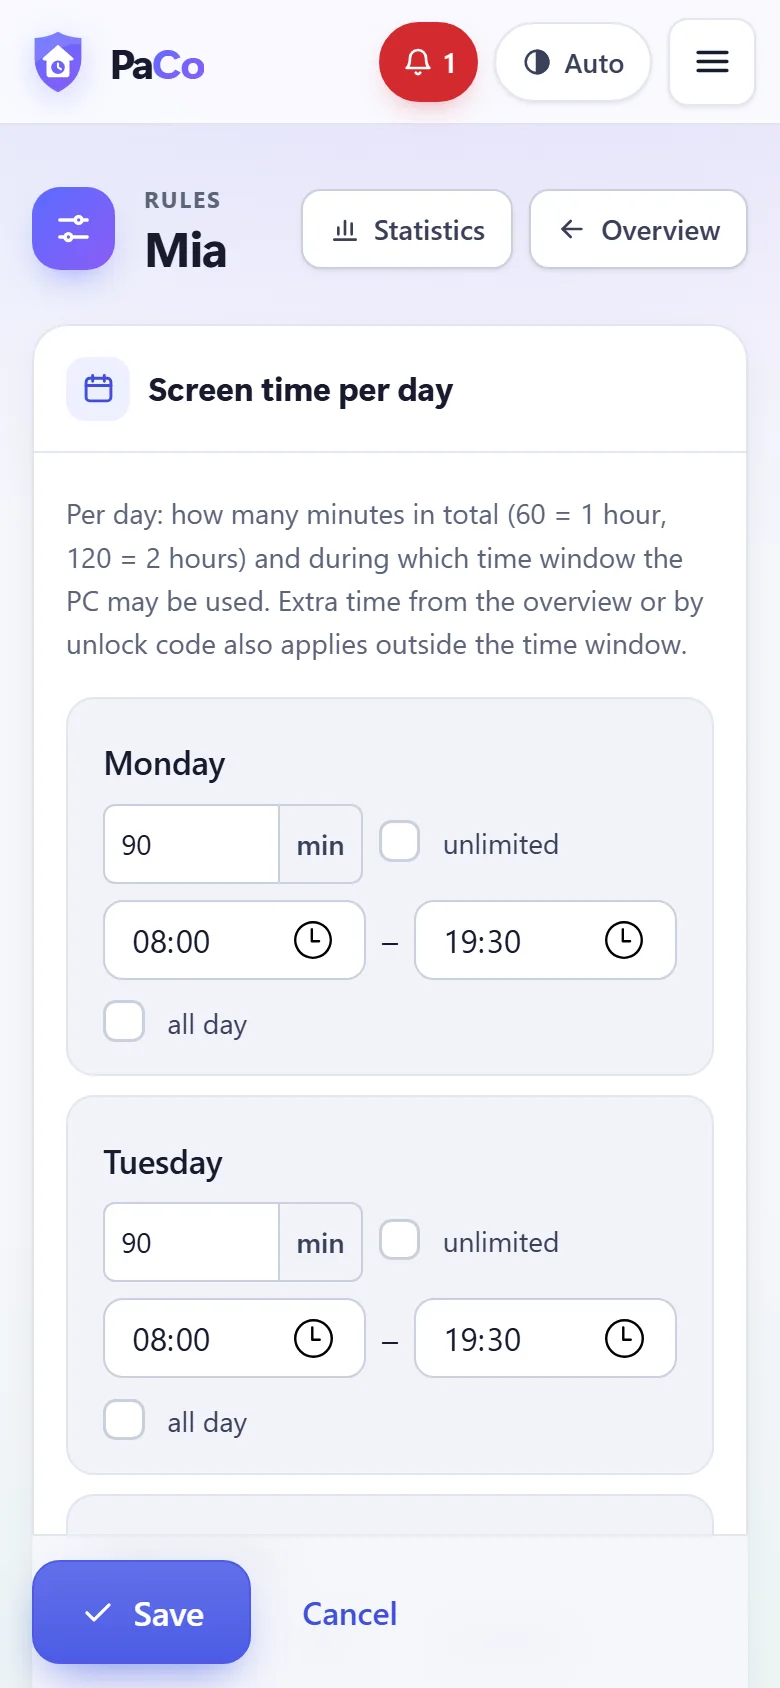 PaCo
1
Auto
RULES
Mia
Statistics
Overview
Screen time per day
Per day: how many minutes in total (60 = 1 hour,
120 = 2 hours) and during which time window the
PC may be used. Extra time from the overview or by
unlock code also applies outside the time window.
Monday
90 min unlimited
08:00 – 19:30
all day
Tuesday
90 min unlimited
08:00 – 19:30
all day
Save Cancel